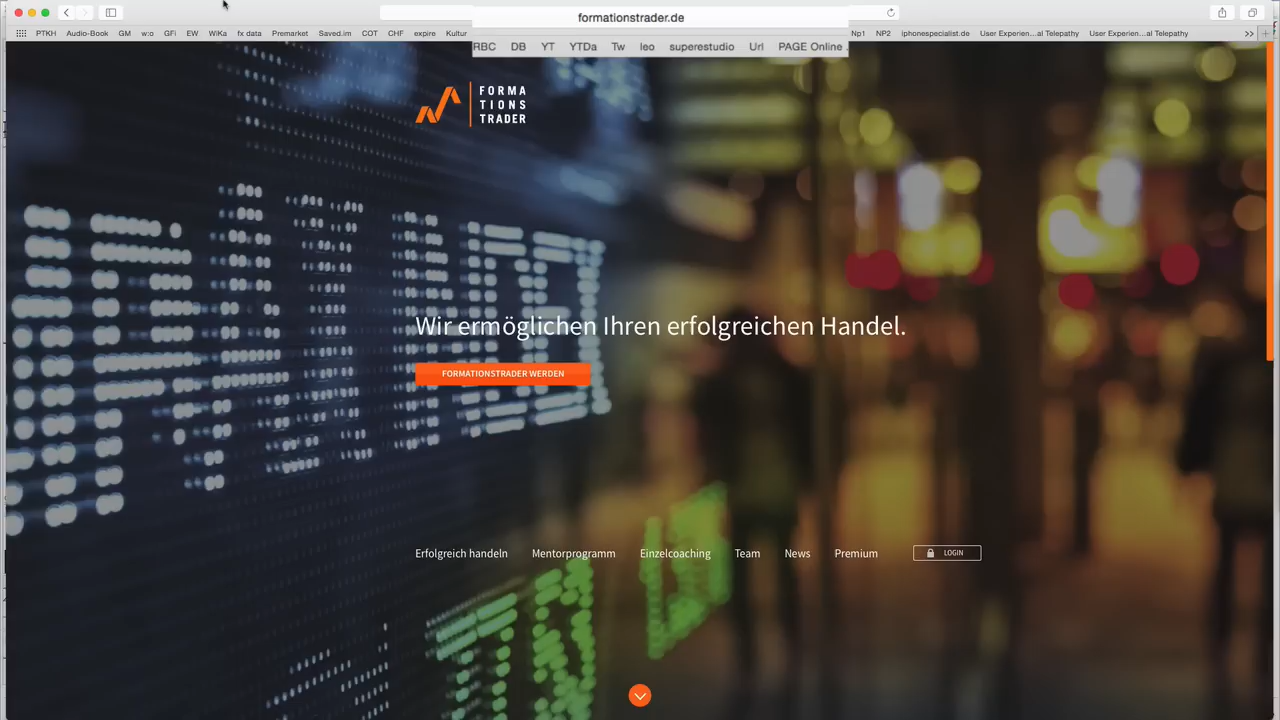 formationstrader.de
PTKH Audio-Book GM w:o GFi EW WiKa fx data Premarket Saved.im COT CHF expire Kultur RBC DB YT YTDa Tw leo superestudio Url PAGE Online Np1 NP2 iphonespecialist.de User Experien...al Telepathy User Experien...al Telepathy
FORMA
TIONS
TRADER
Wir ermöglichen Ihren erfolgreichen Handel.
FORMATIONSTRADER WERDEN
Erfolgreich handeln Mentorprogramm Einzelcoaching Team News Premium LOGIN